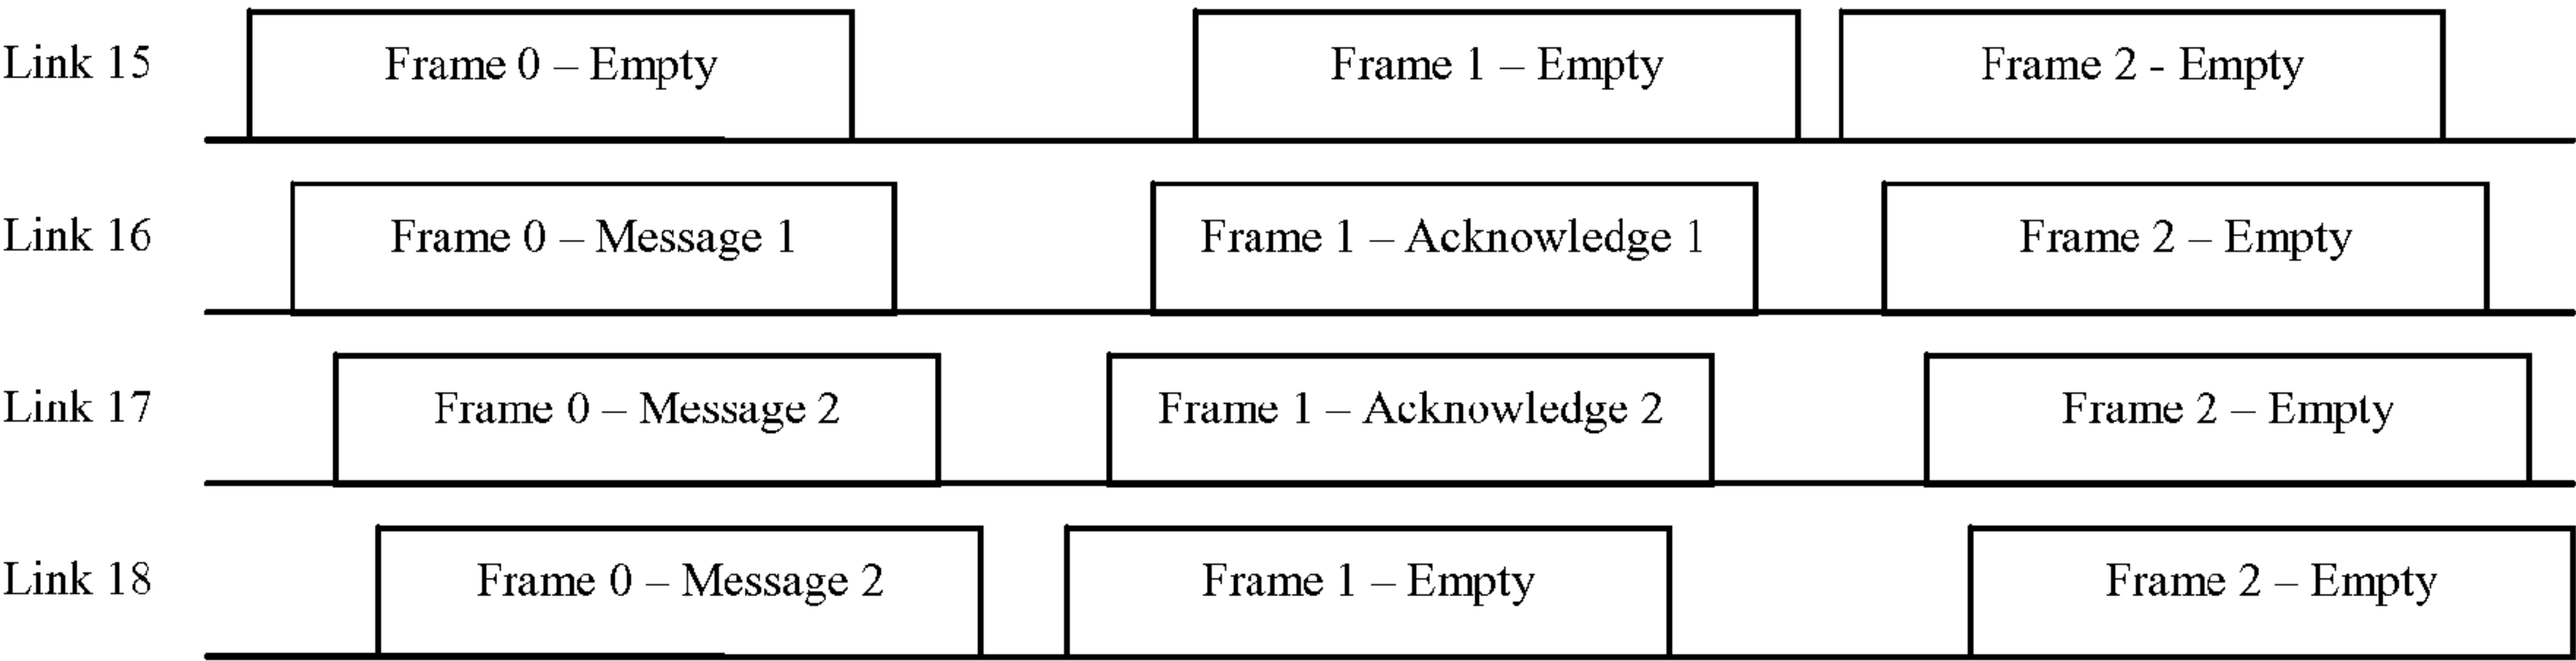 Link 15 Frame 0 – Empty Frame 1 – Empty Frame 2 - Empty
Link 16 Frame 0 – Message 1 Frame 1 – Acknowledge 1 Frame 2 – Empty
Link 17 Frame 0 – Message 2 Frame 1 – Acknowledge 2 Frame 2 – Empty
Link 18 Frame 0 – Message 2 Frame 1 – Empty Frame 2 – Empty